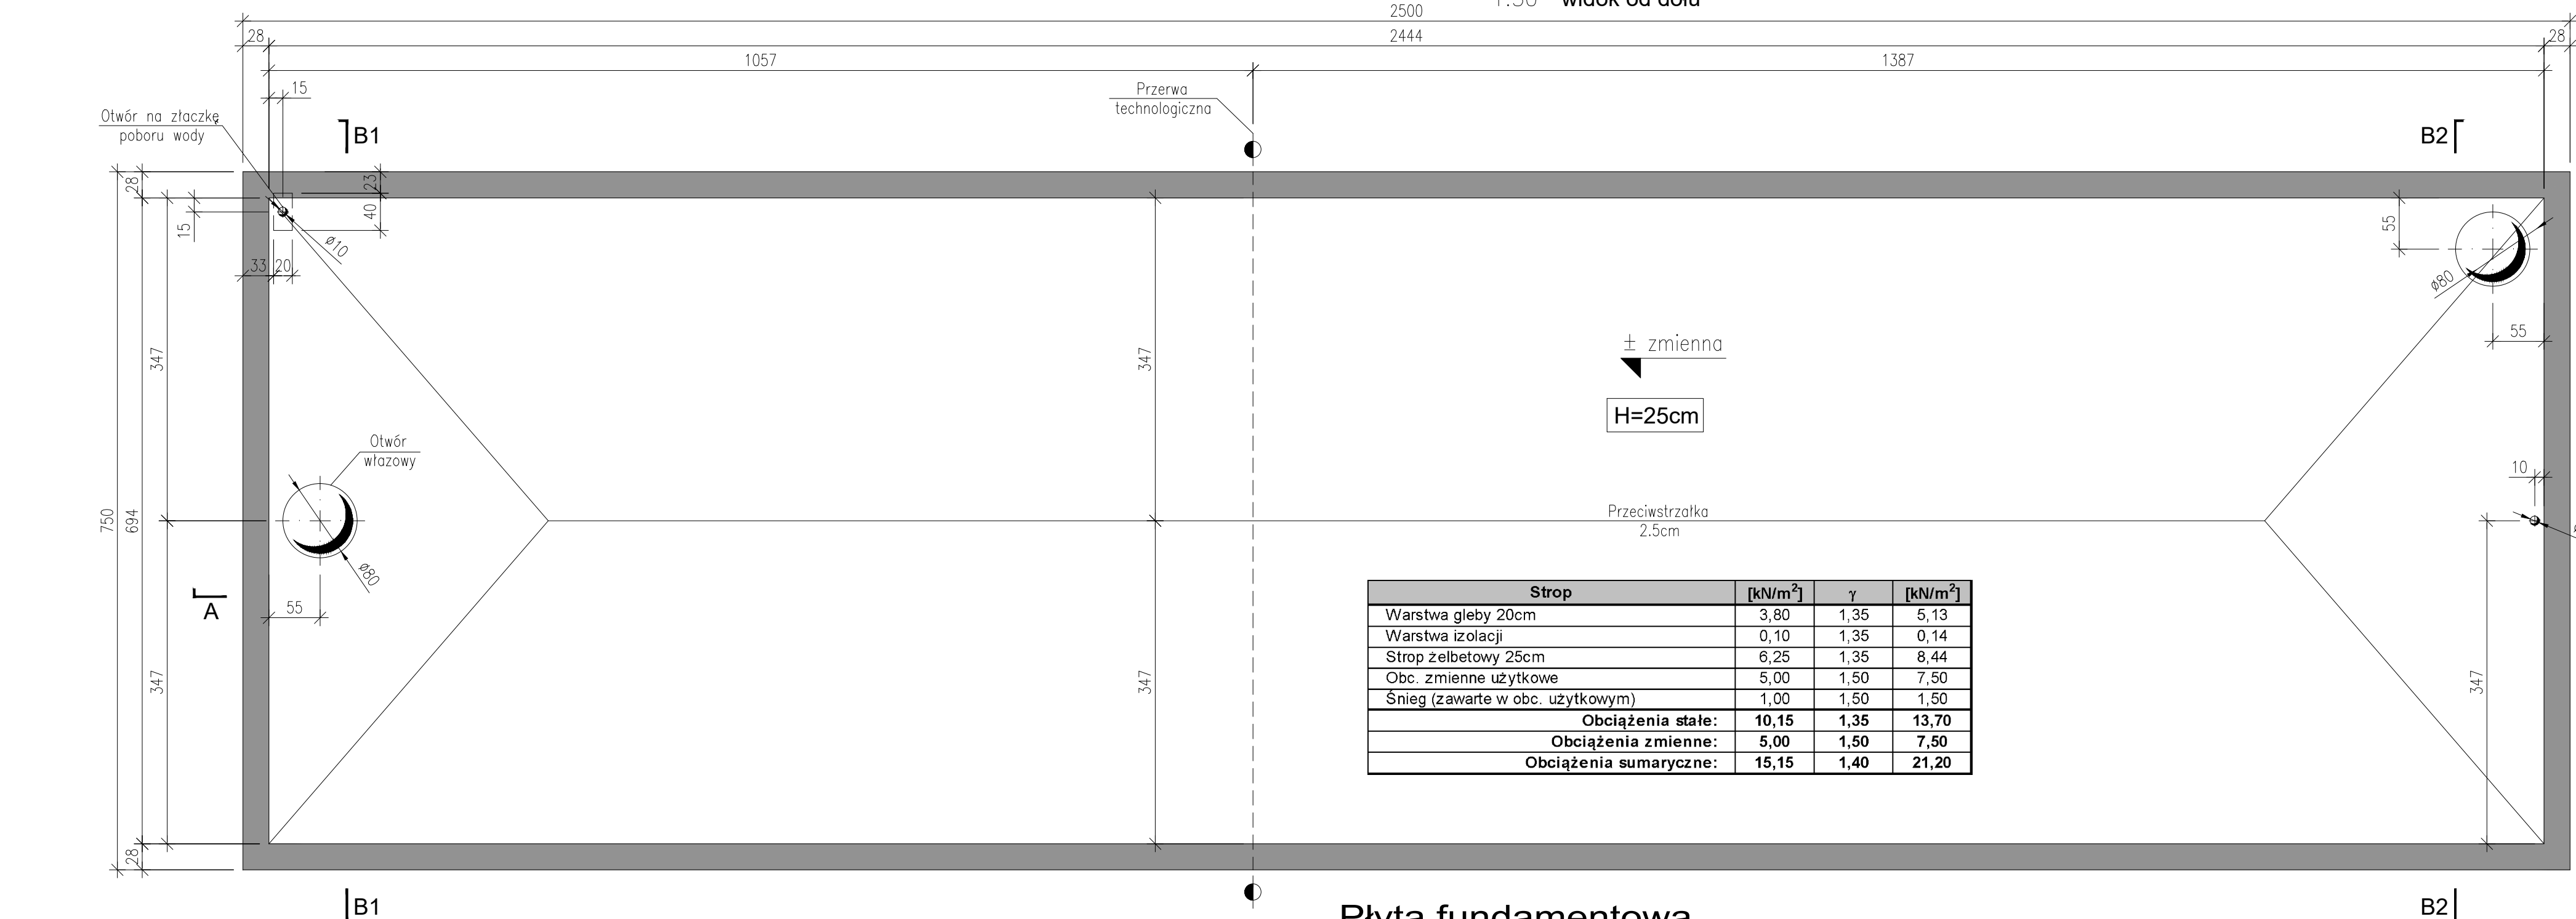 2500
28
2444
28
1057
1387
15
Przerwa
technologiczna
Otwór na złaczkę
poboru wody
B1
B2
28
23
40
15
ø10
33
20
55
ø80
55
347
347
± zmienna
H=25cm
Otwór
włazowy
10
750
694
Przeciwstrzałka
2.5cm
ø80
55
A
Strop [kN/m²] γ [kN/m²]
Warstwa gleby 20cm 3,80 1,35 5,13
Warstwa izolacji 0,10 1,35 0,14
Strop żelbetowy 25cm 6,25 1,35 8,44
Obc. zmienne użytkowe 5,00 1,50 7,50
Śnieg (zawarte w obc. użytkowym) 1,00 1,50 1,50
Obciążenia stałe: 10,15 1,35 13,70
Obciążenia zmienne: 5,00 1,50 7,50
Obciążenia sumaryczne: 15,15 1,40 21,20
347
347
347
28
B1
B2
Płyta fundamentowa